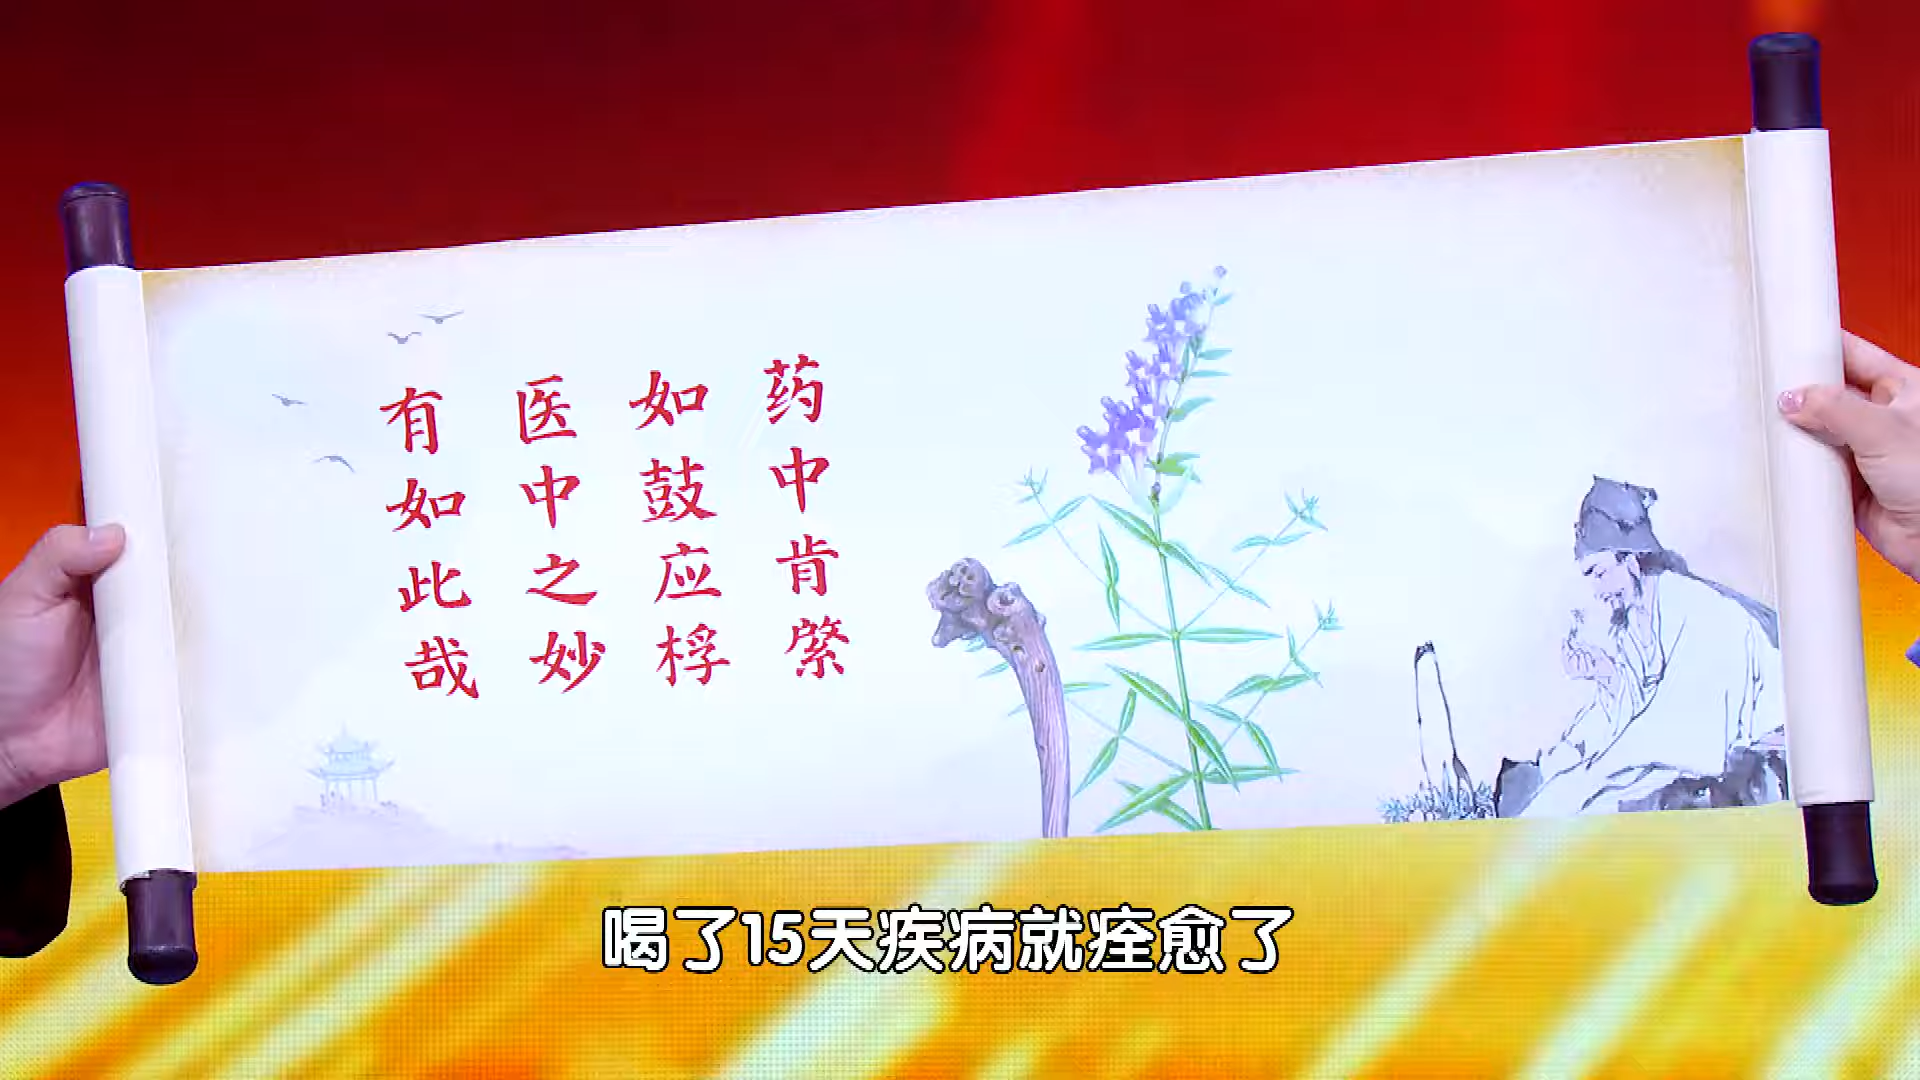 药中肯綮
如鼓应桴
医中之妙
有如此哉
喝了15天疾病就痊愈了